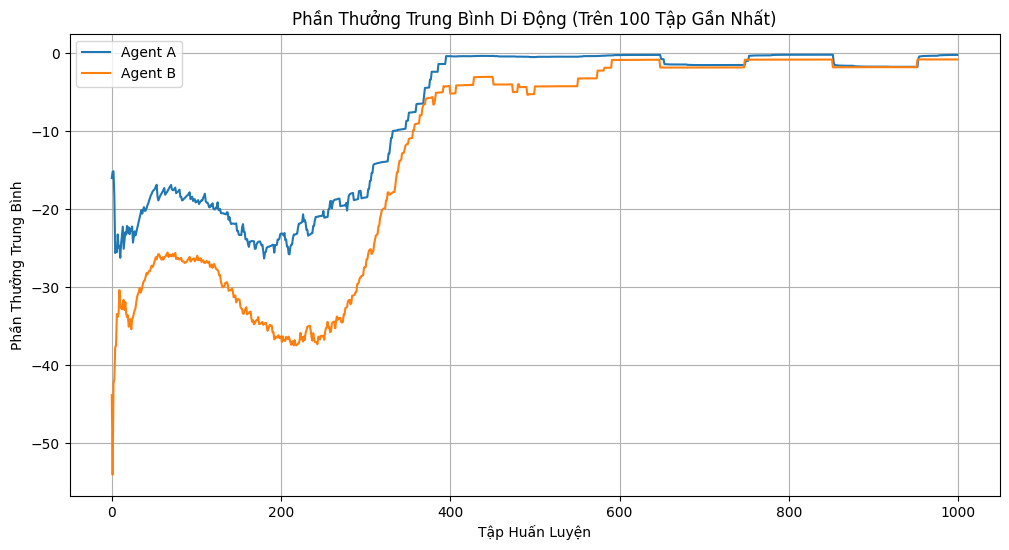 Phần Thưởng Trung Bình Di Động (Trên 100 Tập Gần Nhất)
Agent A
Agent B
Phần Thưởng Trung Bình
0
−10
−20
−30
−40
−50
0 200 400 600 800 1000
Tập Huấn Luyện